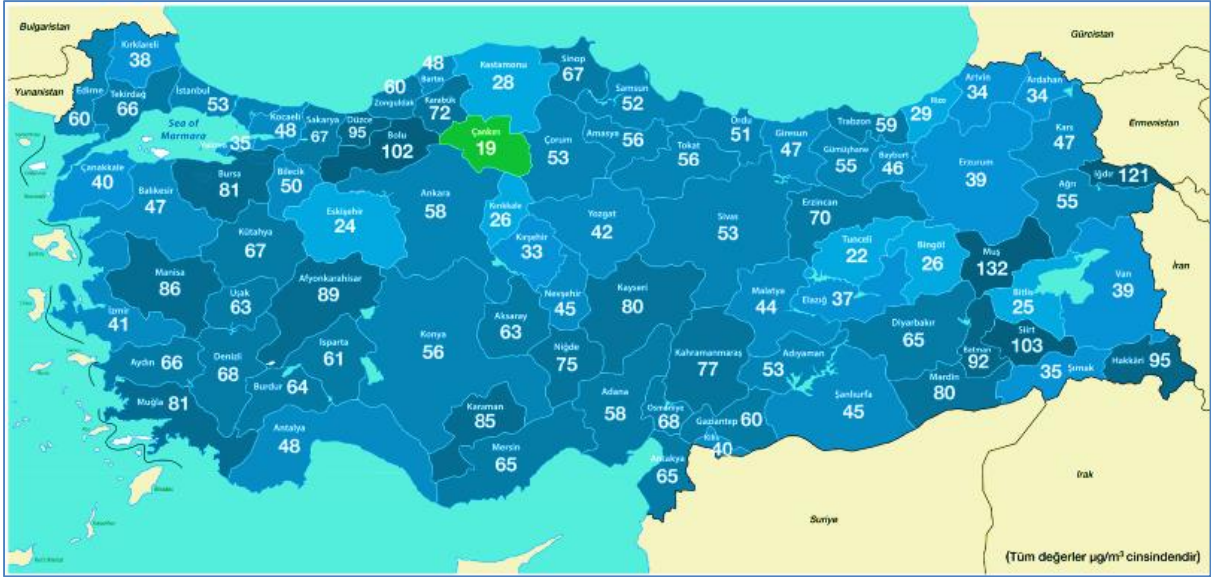 Bulgaristan
Kırklareli
38
Yunanistan
Edirne
60
Tekirdağ
66
İstanbul
53
Sea of
Marmara
35
Kocaeli
48
Sakarya
67
Düzce
95
60
Zonguldak
48
Bartın
Karabük
72
Bolu
102
Kastamonu
28
Çankırı
19
Sinop
67
Samsun
52
Çorum
53
Amasya
56
Tokat
56
Ordu
51
Giresun
47
Trabzon
59
Gümüşhane
55
Bayburt
46
Rize
29
Artvin
34
Ardahan
34
Gürcistan
Ermenistan
Kars
47
Iğdır 121
Ağrı
55
Erzurum
39
Erzincan
70
Çanakkale
40
Balıkesir
47
Bursa
81
Bilecik
50
Eskişehir
24
Ankara
58
Kırıkkale
26
Kırşehir
33
Yozgat
42
Sivas
53
Tunceli
22
Bingöl
26
Muş
132
Bitlis
25
Van
39
İran
Kütahya
67
Manisa
86
Uşak
63
Afyonkarahisar
89
İzmir
41
Aydın 66
Denizli
68
Muğla 81
Burdur 64
Isparta
61
Antalya
48
Konya
56
Aksaray
63
Nevşehir
45
Niğde
75
Kayseri
80
Karaman
85
Mersin
65
Adana
58
Osmaniye
68
Kahramanmaraş
77
Malatya
44
Elazığ 37
Adıyaman
53
Gaziantep 60
Kilis
40
Antakya
65
Şanlıurfa
45
Diyarbakır
65
Batman
92
Mardin
80
Siirt
103
35 Şırnak
Hakkâri 95
Suriye
Irak
(Tüm değerler µg/m³ cinsindendir)